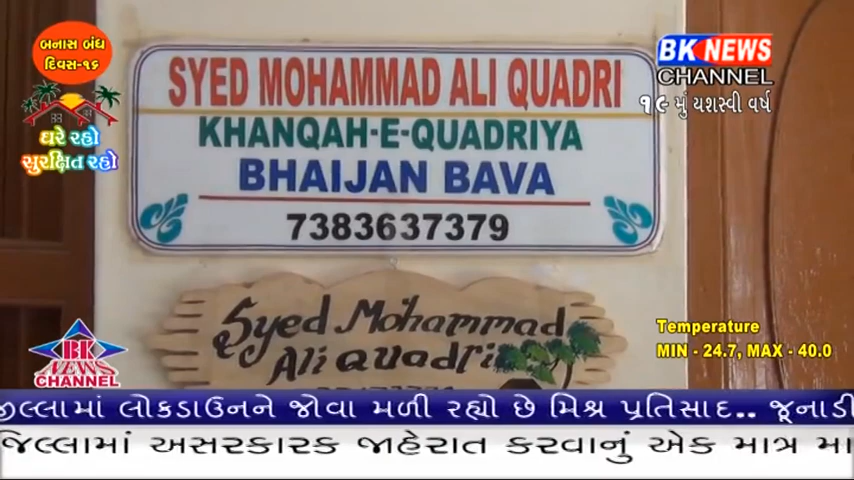 બનાસ બંધ
દિવસ-૧૬
ઘરે રહો
સુરક્ષિત રહો
BK NEWS
CHANNEL
૧૯ મું યશસ્વી વર્ષ
SYED MOHAMMAD ALI QUADRI
KHANQAH-E-QUADRIYA
BHAIJAN BAVA
7383637379
Syed Mohammad
Ali Quadri
Temperature
MIN - 24.7, MAX - 40.0
BK
NEWS
CHANNEL
જીલ્લામાં લોકડાઉનને જોવા મળી રહ્યો છે મિશ્ર પ્રતિસાદ.. જૂનાડી
જિલ્લામાં અસરકારક જાહેરાત કરવાનું એક માત્ર મા